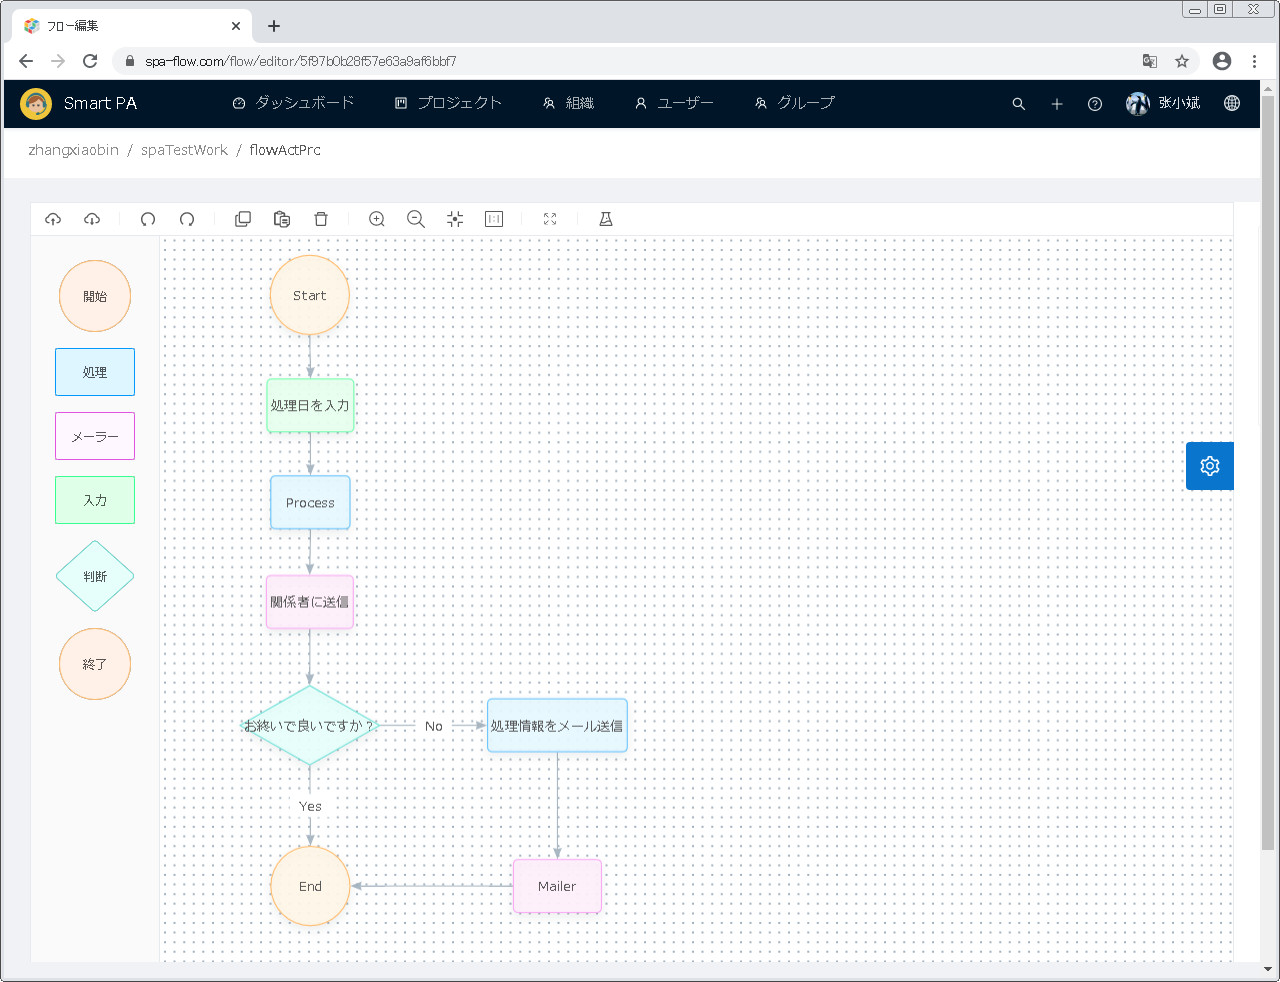 フロー編集
spa-flow.com/flow/editor/5f97b0b28f57e63a9af6bbf7
Smart PA ダッシュボード プロジェクト 組織 ユーザー グループ 张小斌
zhangxiaobin / spaTestWork / flowActPrc
開始
処理
メーラー
入力
判断
終了
Start
処理日を入力
Process
関係者に送信
お終いで良いですか？ No 処理情報をメール送信
Yes
End
Mailer